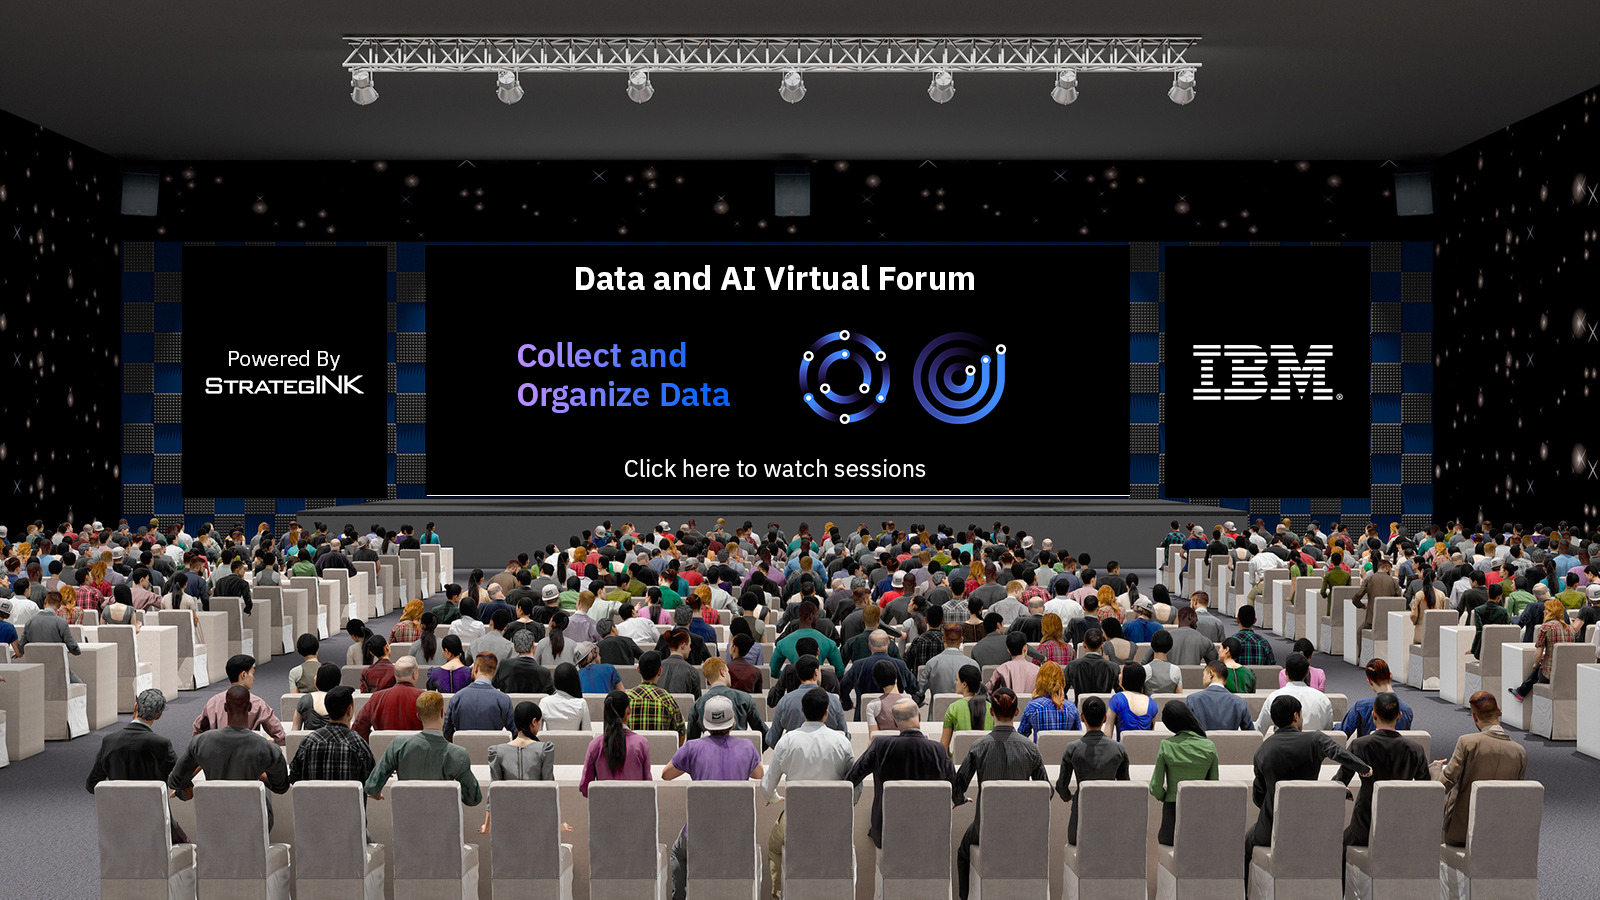 Data and AI Virtual Forum
Collect and
Organize Data
Click here to watch sessions
Powered By
STRATEGINK
IBM®